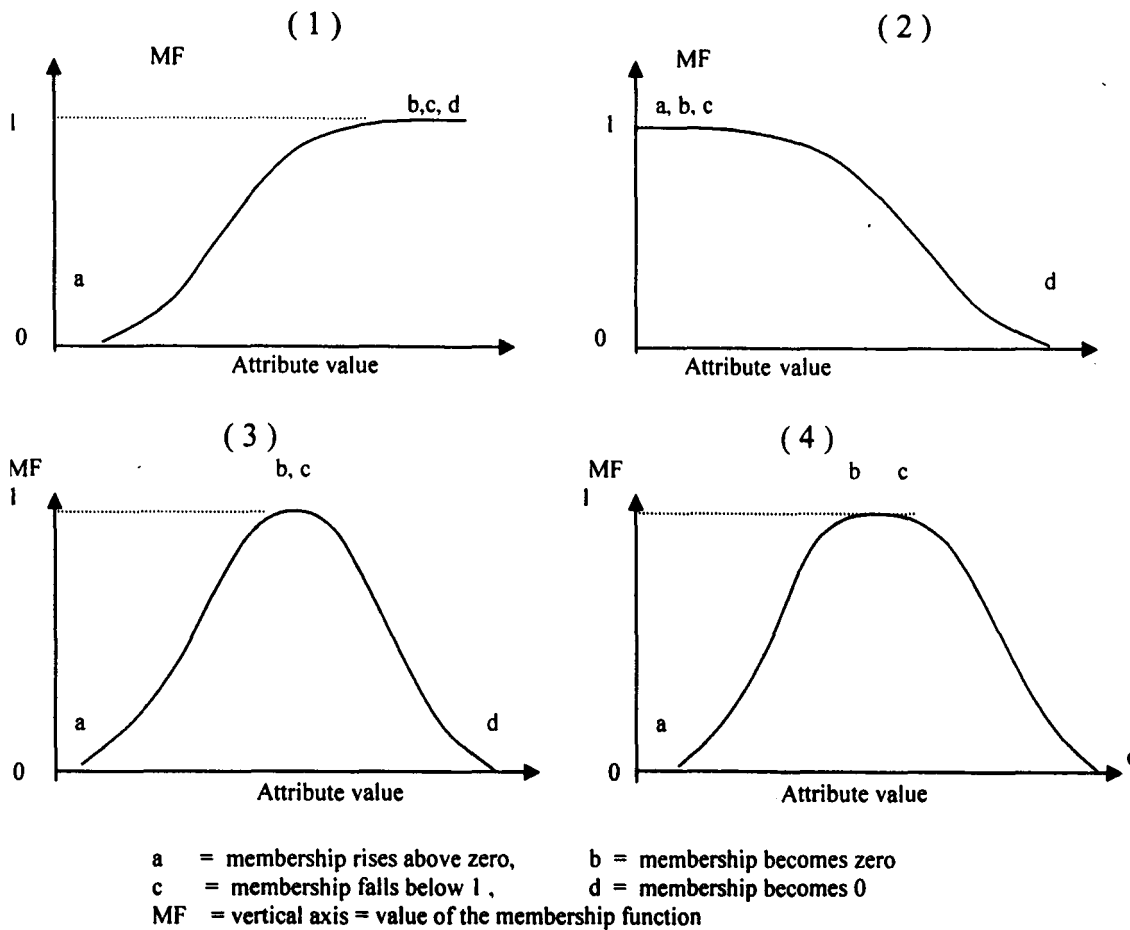 ( 1 )
MF
b,c, d
1
a
0
Attribute value
( 2 )
MF
a, b, c
1
d
0
Attribute value
( 3 )
MF
b, c
1
a
d
0
Attribute value
( 4 )
MF
b c
1
a
0
Attribute value
a = membership rises above zero, b = membership becomes zero
c = membership falls below 1 , d = membership becomes 0
MF = vertical axis = value of the membership function